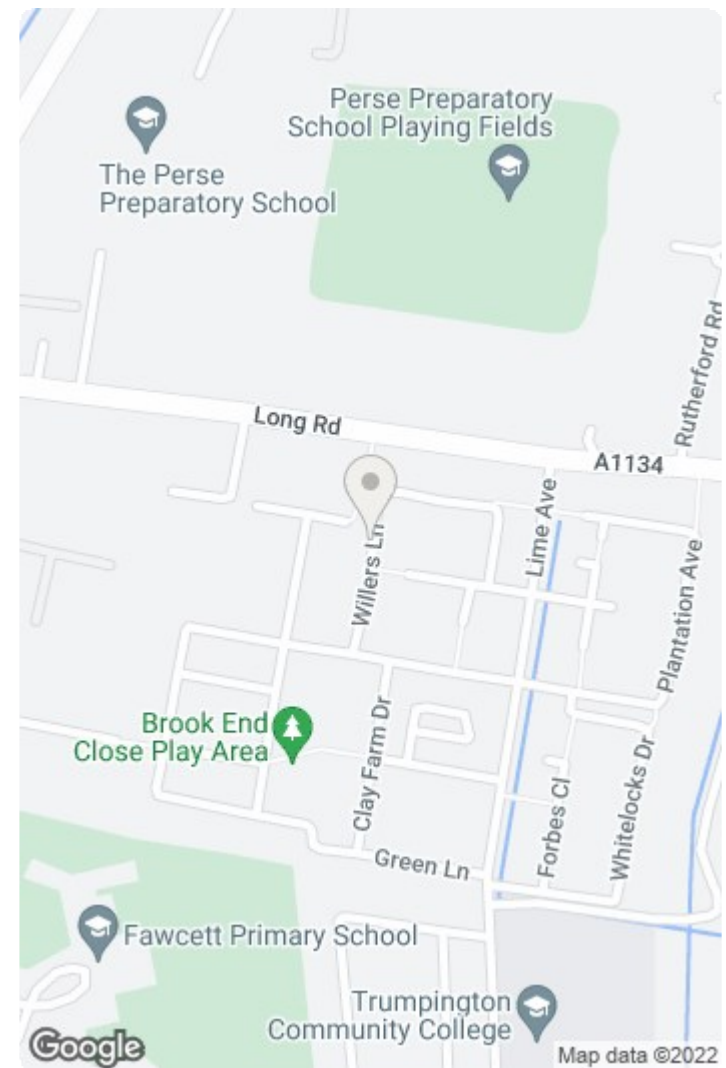 Perse Preparatory
School Playing Fields
The Perse
Preparatory School
Rutherford Rd
Long Rd
A1134
Willers Ln
Lime Ave
Plantation Ave
Brook End
Close Play Area
Clay Farm Dr
Forbes Cl
Whitelocks Dr
Green Ln
Fawcett Primary School
Trumpington
Community College
Google
Map data ©2022